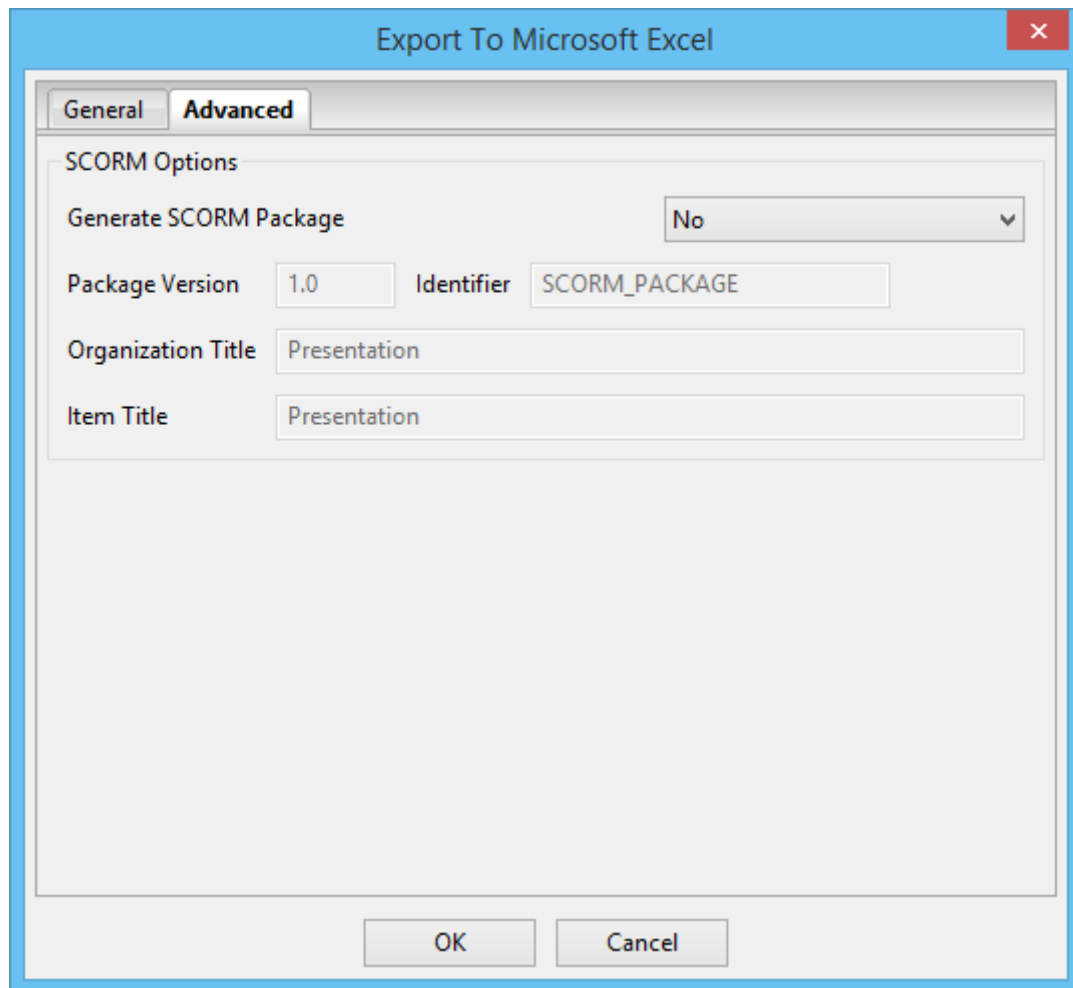 Export To Microsoft Excel
General Advanced
SCORM Options
Generate SCORM Package No
Package Version 1.0 Identifier SCORM_PACKAGE
Organization Title Presentation
Item Title Presentation
OK Cancel